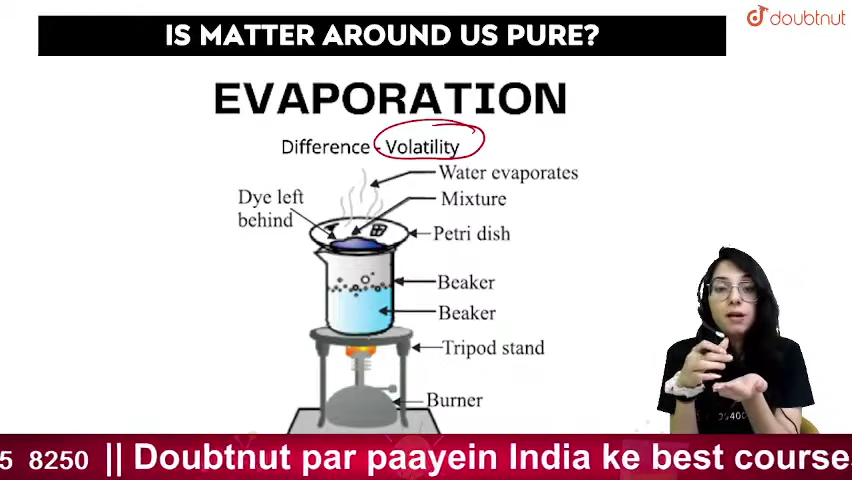 IS MATTER AROUND US PURE?
doubtnut
EVAPORATION
Difference - Volatility
Water evaporates
Dye left
behind
Mixture
Petri dish
Beaker
Beaker
Tripod stand
Burner
5 8250 || Doubtnut par paayein India ke best course